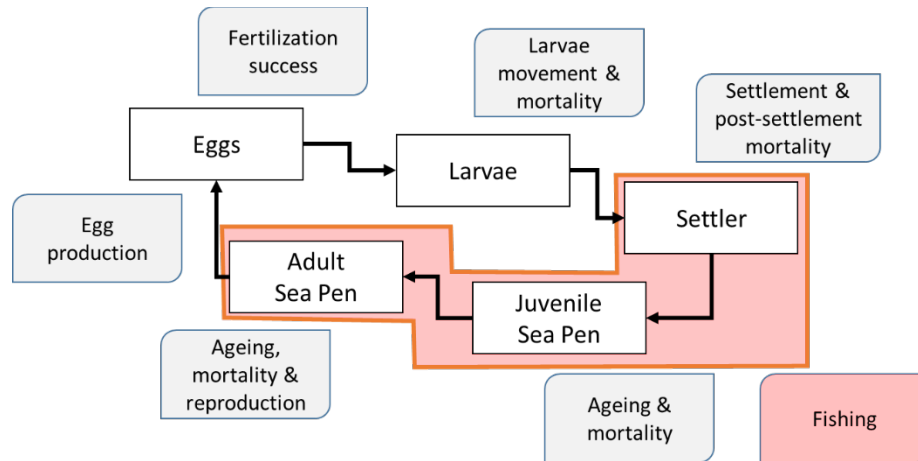 Fertilization
success
Larvae
movement &
mortality
Settlement &
post-settlement
mortality
Eggs
Larvae
Settler
Egg
production
Adult
Sea Pen
Juvenile
Sea Pen
Ageing,
mortality &
reproduction
Ageing &
mortality
Fishing